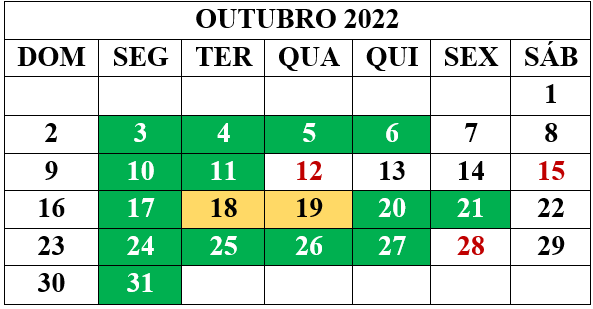 OUTUBRO 2022
DOM SEG TER QUA QUI SEX SÁB
1
2 3 4 5 6 7 8
9 10 11 12 13 14 15
16 17 18 19 20 21 22
23 24 25 26 27 28 29
30 31